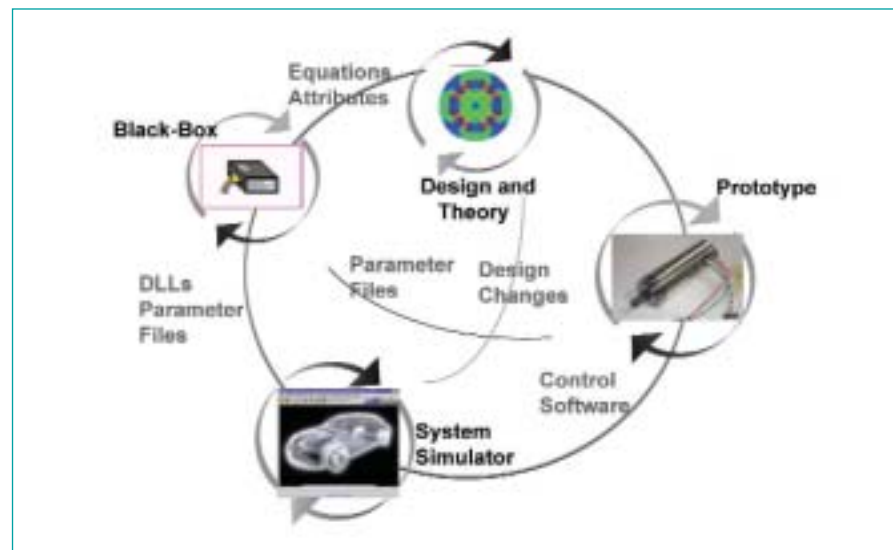 Equations
Attributes
Black-Box
Design and
Theory
Prototype
Parameter
Files
Design
Changes
DLLs
Parameter
Files
Control
Software
System
Simulator